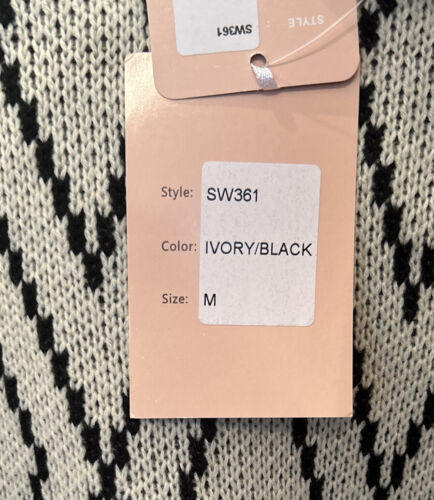 STYLE :
SW361
Style: SW361
Color: IVORY/BLACK
Size: M